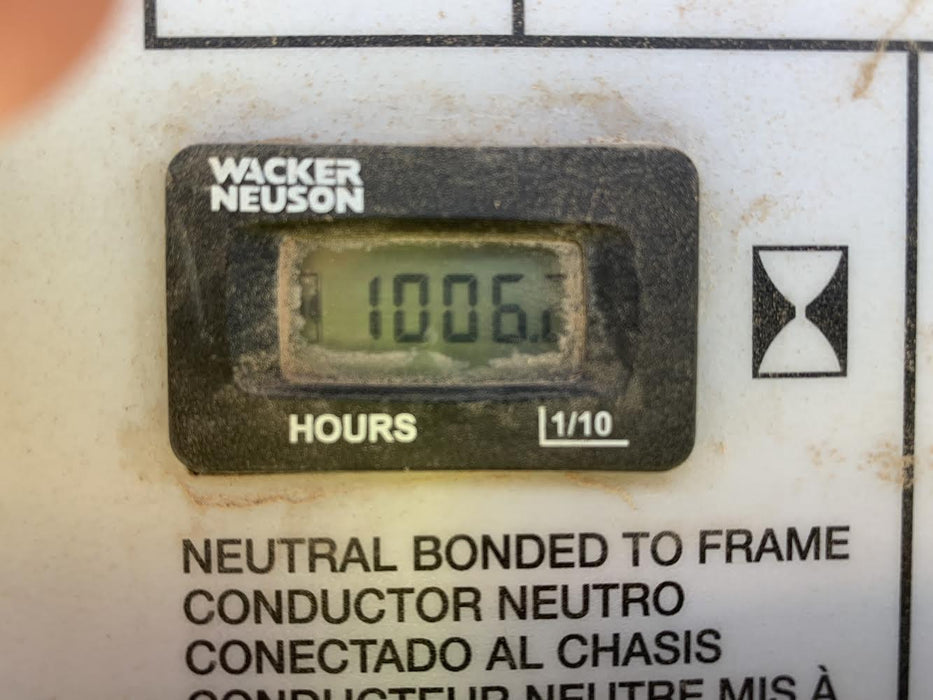 WACKER
NEUSON
1006.
HOURS
1/10
NEUTRAL BONDED TO FRAME
CONDUCTOR NEUTRO
CONECTADO AL CHASIS
CONDUCTEUR NEUTRE MIS À